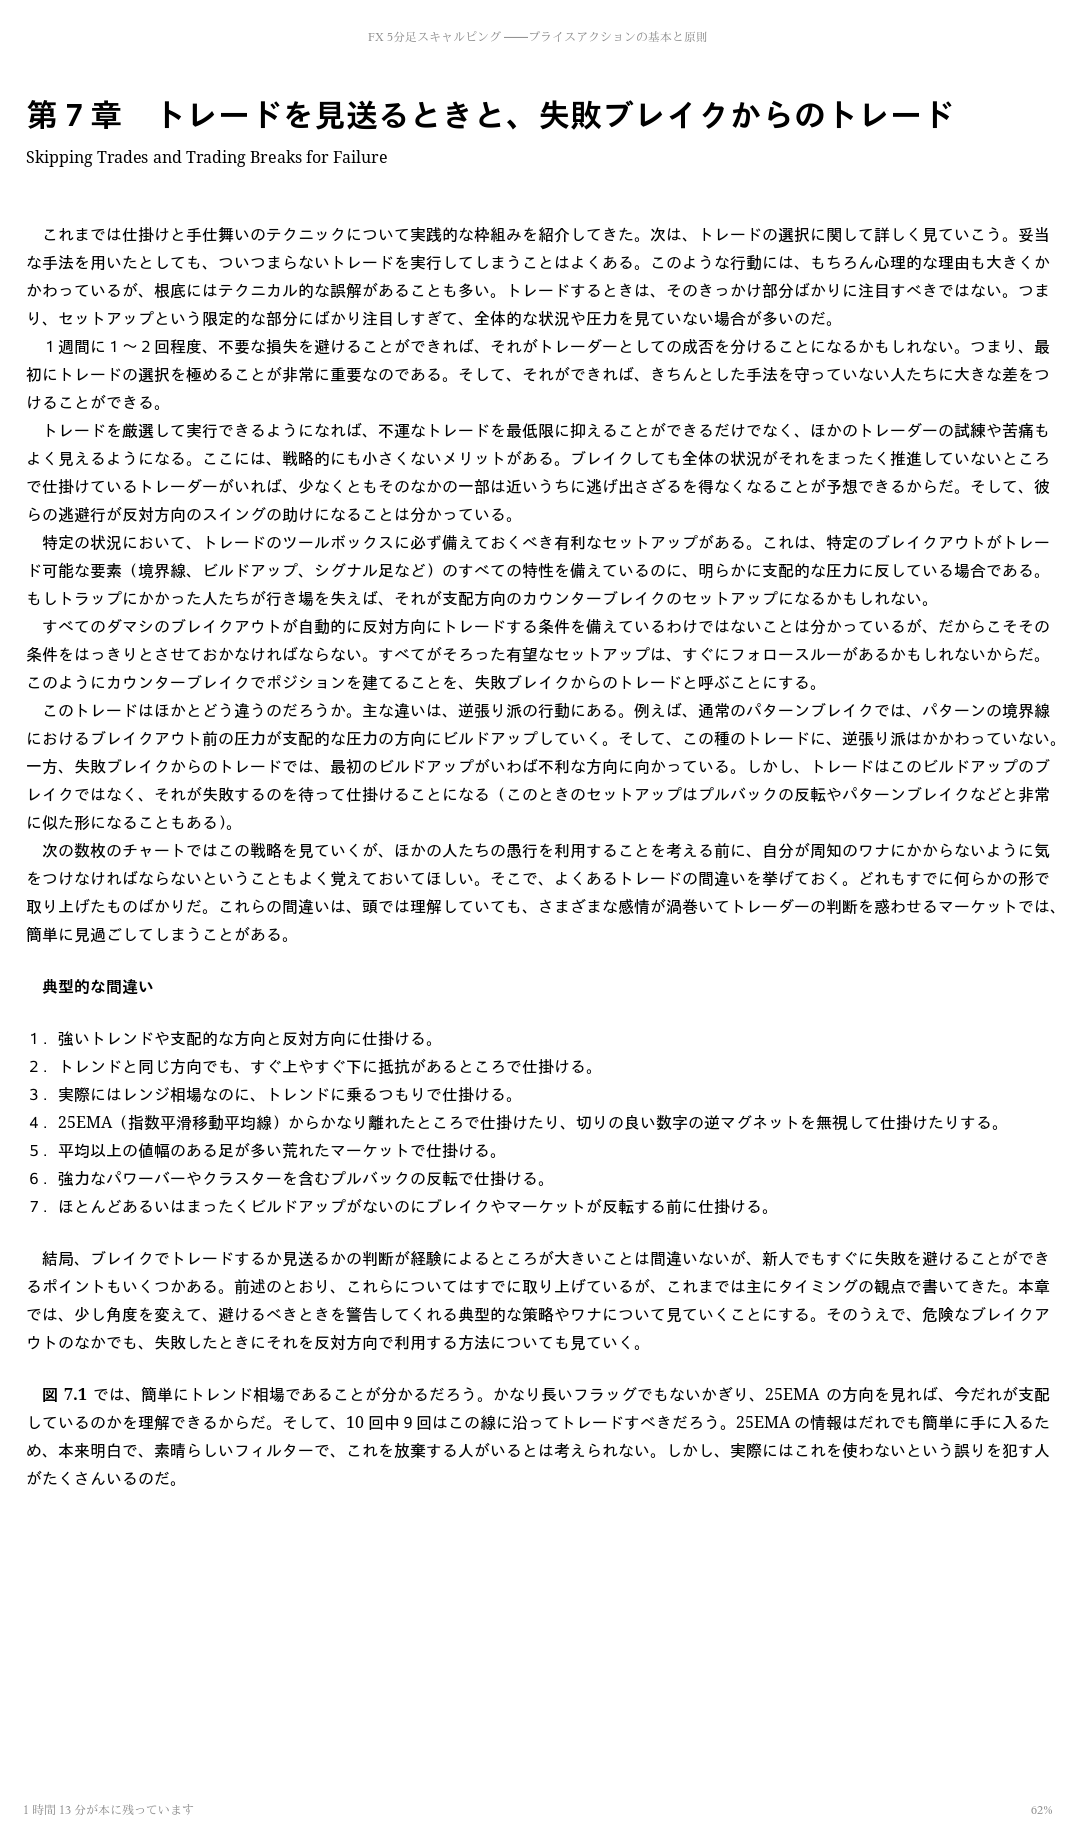 FX 5分足スキャルピング ――プライスアクションの基本と原則
第７章　トレードを見送るときと、失敗ブレイクからのトレード
Skipping Trades and Trading Breaks for Failure
　これまでは仕掛けと手仕舞いのテクニックについて実践的な枠組みを紹介してきた。次は、トレードの選択に関して詳しく見ていこう。妥当
な手法を用いたとしても、ついつまらないトレードを実行してしまうことはよくある。このような行動には、もちろん心理的な理由も大きくか
かわっているが、根底にはテクニカル的な誤解があることも多い。トレードするときは、そのきっかけ部分ばかりに注目すべきではない。つま
り、セットアップという限定的な部分にばかり注目しすぎて、全体的な状況や圧力を見ていない場合が多いのだ。
　１週間に１～２回程度、不要な損失を避けることができれば、それがトレーダーとしての成否を分けることになるかもしれない。つまり、最
初にトレードの選択を極めることが非常に重要なのである。そして、それができれば、きちんとした手法を守っていない人たちに大きな差をつ
けることができる。
　トレードを厳選して実行できるようになれば、不運なトレードを最低限に抑えることができるだけでなく、ほかのトレーダーの試練や苦痛も
よく見えるようになる。ここには、戦略的にも小さくないメリットがある。ブレイクしても全体の状況がそれをまったく推進していないところ
で仕掛けているトレーダーがいれば、少なくともそのなかの一部は近いうちに逃げ出さざるを得なくなることが予想できるからだ。そして、彼
らの逃避行が反対方向のスイングの助けになることは分かっている。
　特定の状況において、トレードのツールボックスに必ず備えておくべき有利なセットアップがある。これは、特定のブレイクアウトがトレー
ド可能な要素（境界線、ビルドアップ、シグナル足など）のすべての特性を備えているのに、明らかに支配的な圧力に反している場合である。
もしトラップにかかった人たちが行き場を失えば、それが支配方向のカウンターブレイクのセットアップになるかもしれない。
　すべてのダマシのブレイクアウトが自動的に反対方向にトレードする条件を備えているわけではないことは分かっているが、だからこそその
条件をはっきりとさせておかなければならない。すべてがそろった有望なセットアップは、すぐにフォロースルーがあるかもしれないからだ。
このようにカウンターブレイクでポジションを建てることを、失敗ブレイクからのトレードと呼ぶことにする。
　このトレードはほかとどう違うのだろうか。主な違いは、逆張り派の行動にある。例えば、通常のパターンブレイクでは、パターンの境界線
におけるブレイクアウト前の圧力が支配的な圧力の方向にビルドアップしていく。そして、この種のトレードに、逆張り派はかかわっていない。
一方、失敗ブレイクからのトレードでは、最初のビルドアップがいわば不利な方向に向かっている。しかし、トレードはこのビルドアップのブ
レイクではなく、それが失敗するのを待って仕掛けることになる（このときのセットアップはプルバックの反転やパターンブレイクなどと非常
に似た形になることもある）。
　次の数枚のチャートではこの戦略を見ていくが、ほかの人たちの愚行を利用することを考える前に、自分が周知のワナにかからないように気
をつけなければならないということもよく覚えておいてほしい。そこで、よくあるトレードの間違いを挙げておく。どれもすでに何らかの形で
取り上げたものばかりだ。これらの間違いは、頭では理解していても、さまざまな感情が渦巻いてトレーダーの判断を惑わせるマーケットでは、
簡単に見過ごしてしまうことがある。
　典型的な間違い
１．強いトレンドや支配的な方向と反対方向に仕掛ける。
２．トレンドと同じ方向でも、すぐ上やすぐ下に抵抗があるところで仕掛ける。
３．実際にはレンジ相場なのに、トレンドに乗るつもりで仕掛ける。
４．25EMA（指数平滑移動平均線）からかなり離れたところで仕掛けたり、切りの良い数字の逆マグネットを無視して仕掛けたりする。
５．平均以上の値幅のある足が多い荒れたマーケットで仕掛ける。
６．強力なパワーバーやクラスターを含むプルバックの反転で仕掛ける。
７．ほとんどあるいはまったくビルドアップがないのにブレイクやマーケットが反転する前に仕掛ける。
　結局、ブレイクでトレードするか見送るかの判断が経験によるところが大きいことは間違いないが、新人でもすぐに失敗を避けることができ
るポイントもいくつかある。前述のとおり、これらについてはすでに取り上げているが、これまでは主にタイミングの観点で書いてきた。本章
では、少し角度を変えて、避けるべきときを警告してくれる典型的な策略やワナについて見ていくことにする。そのうえで、危険なブレイクア
ウトのなかでも、失敗したときにそれを反対方向で利用する方法についても見ていく。
　図 7.1 では、簡単にトレンド相場であることが分かるだろう。かなり長いフラッグでもないかぎり、25EMA の方向を見れば、今だれが支配
しているのかを理解できるからだ。そして、10 回中９回はこの線に沿ってトレードすべきだろう。25EMA の情報はだれでも簡単に手に入るた
め、本来明白で、素晴らしいフィルターで、これを放棄する人がいるとは考えられない。しかし、実際にはこれを使わないという誤りを犯す人
がたくさんいるのだ。
1 時間 13 分が本に残っています
62%